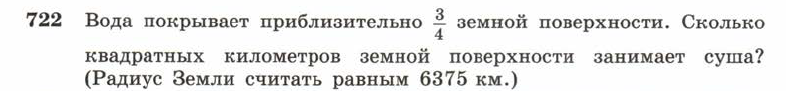 722 Вода покрывает приблизительно 3/4 земной поверхности. Сколько
квадратных километров земной поверхности занимает суша?
(Радиус Земли считать равным 6375 км.)